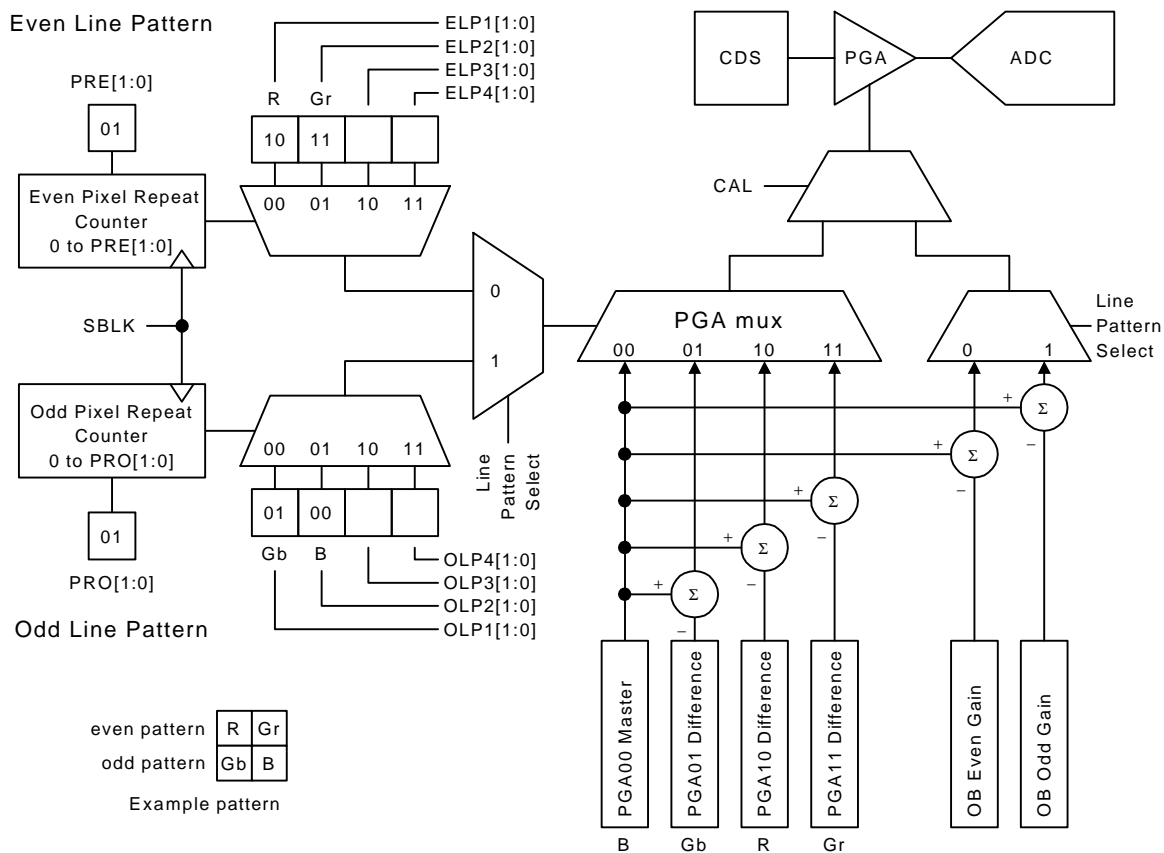 Even Line Pattern
PRE[1:0]
01
Even Pixel Repeat
Counter
0 to PRE[1:0]
SBLK
Odd Pixel Repeat
Counter
0 to PRO[1:0]
01
PRO[1:0]
Odd Line Pattern
ELP1[1:0]
ELP2[1:0]
ELP3[1:0]
ELP4[1:0]
R Gr
10 11
00 01 10 11
00 01 10 11
01 00
Gb B
OLP4[1:0]
OLP3[1:0]
OLP2[1:0]
OLP1[1:0]
0
1
Line
Pattern
Select
CDS
PGA
ADC
CAL
PGA mux
00 01 10 11
0 1
Line
Pattern
Select
+ Σ −
+ Σ −
+ Σ −
+ Σ −
+ Σ −
PGA00 Master
PGA01 Difference
PGA10 Difference
PGA11 Difference
OB Even Gain
OB Odd Gain
B Gb R Gr
even pattern R Gr
odd pattern Gb B
Example pattern